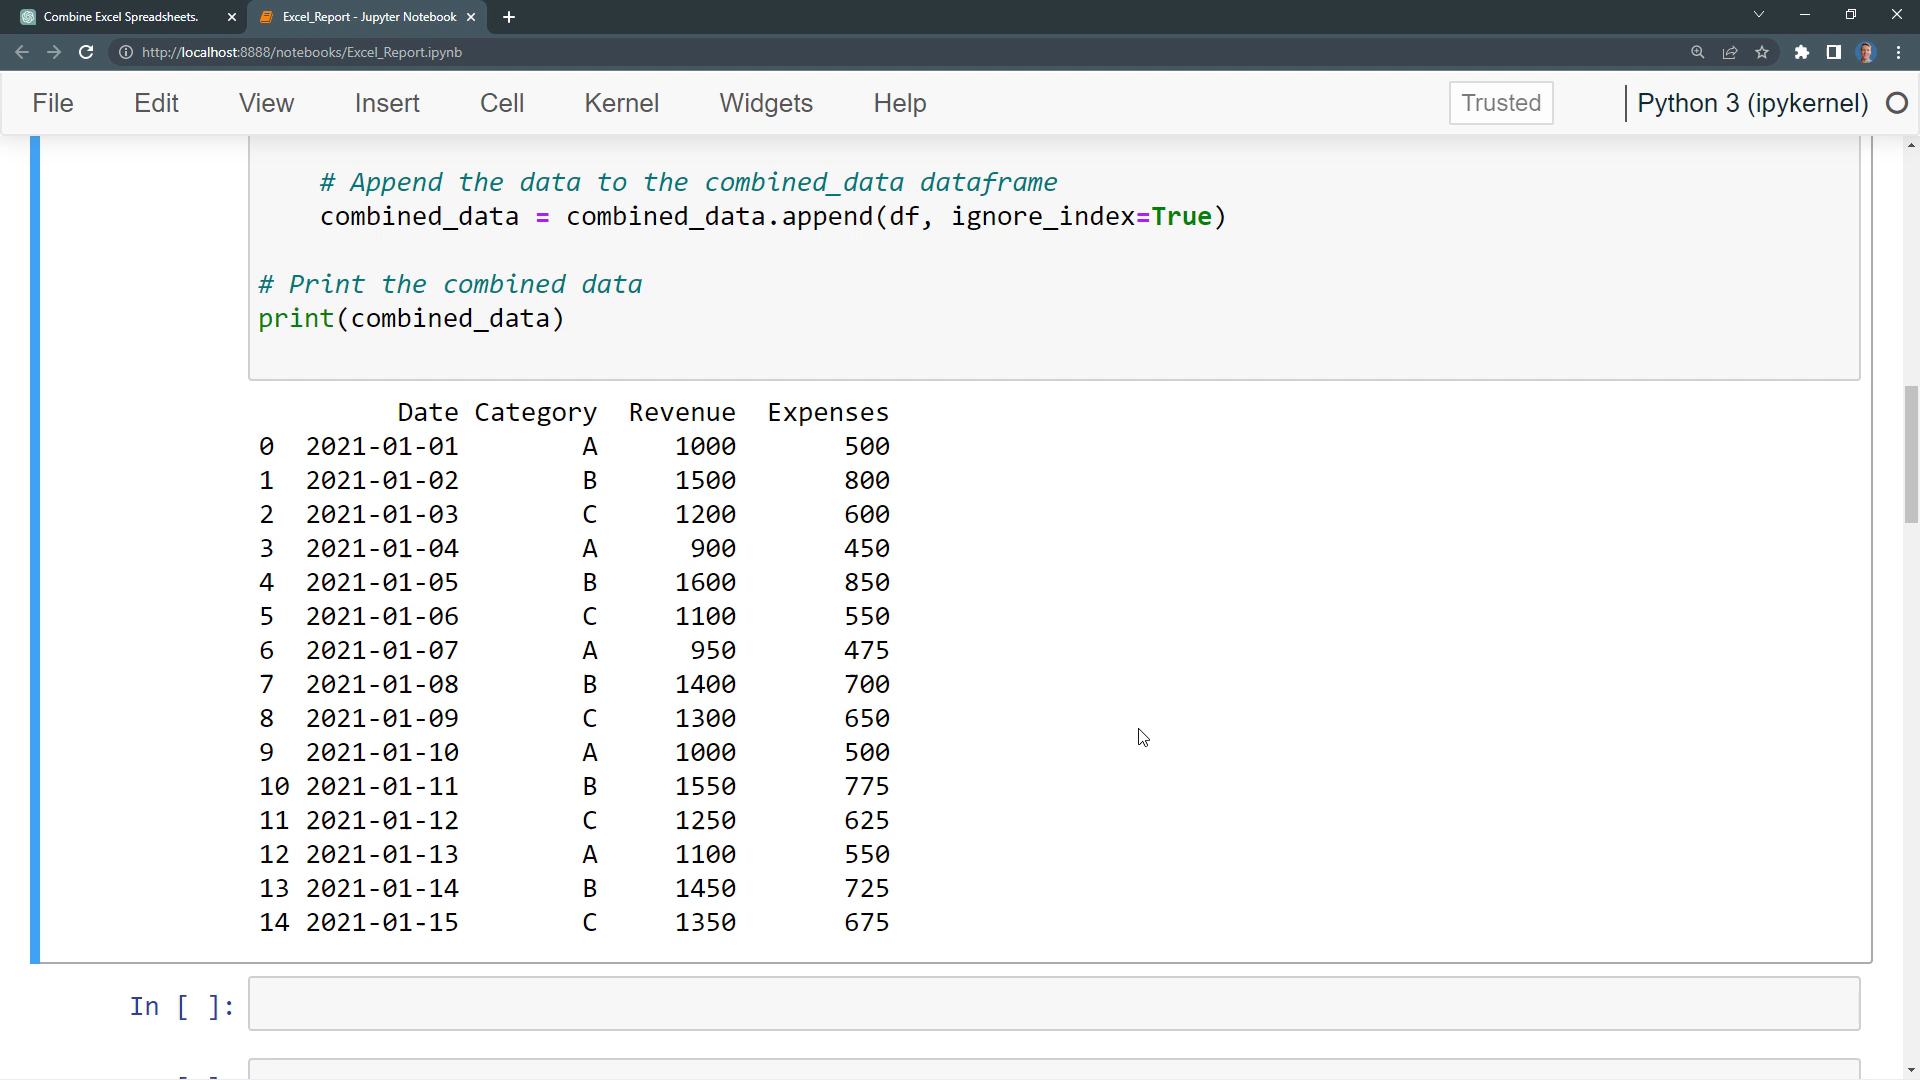 Combine Excel Spreadsheets.
Excel_Report - Jupyter Notebook
http://localhost:8888/notebooks/Excel_Report.ipynb
File Edit View Insert Cell Kernel Widgets Help Trusted Python 3 (ipykernel)
# Append the data to the combined_data dataframe
combined_data = combined_data.append(df, ignore_index=True)
# Print the combined data
print(combined_data)
Date Category Revenue Expenses
0 2021-01-01 A 1000 500
1 2021-01-02 B 1500 800
2 2021-01-03 C 1200 600
3 2021-01-04 A 900 450
4 2021-01-05 B 1600 850
5 2021-01-06 C 1100 550
6 2021-01-07 A 950 475
7 2021-01-08 B 1400 700
8 2021-01-09 C 1300 650
9 2021-01-10 A 1000 500
10 2021-01-11 B 1550 775
11 2021-01-12 C 1250 625
12 2021-01-13 A 1100 550
13 2021-01-14 B 1450 725
14 2021-01-15 C 1350 675
In [ ]: